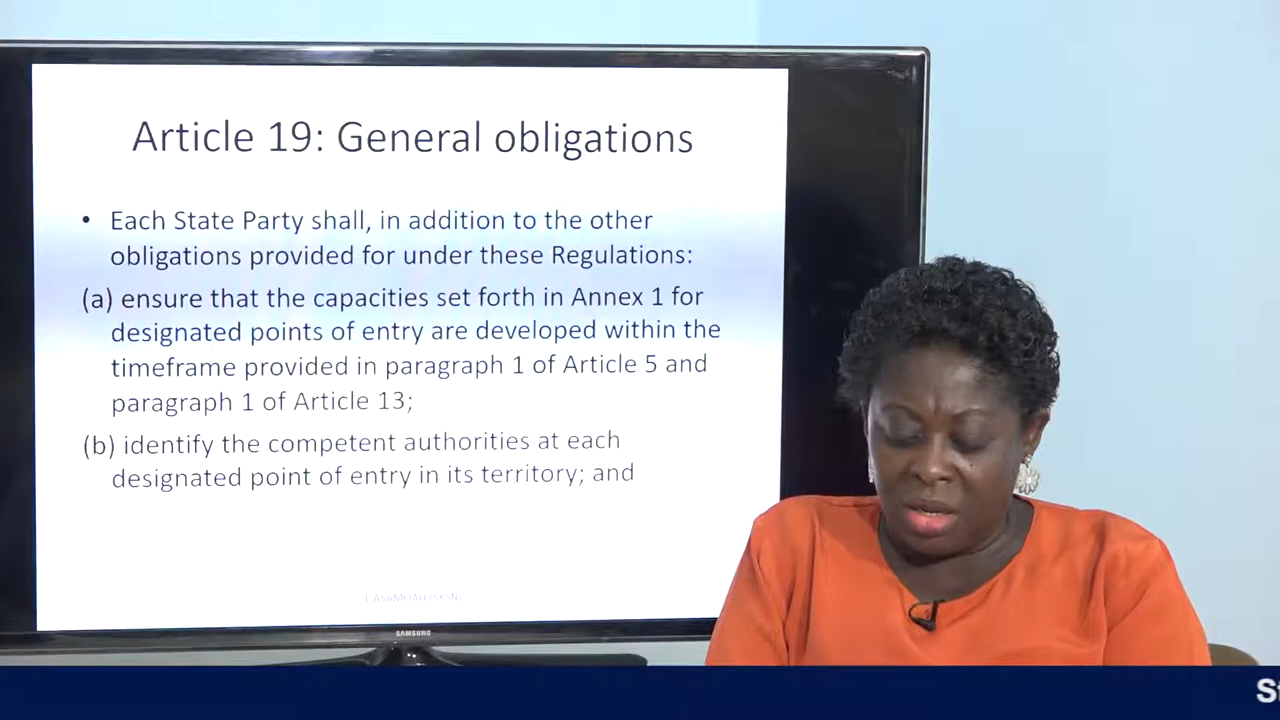 Article 19: General obligations
• Each State Party shall, in addition to the other
obligations provided for under these Regulations:
(a) ensure that the capacities set forth in Annex 1 for
designated points of entry are developed within the
timeframe provided in paragraph 1 of Article 5 and
paragraph 1 of Article 13;
(b) identify the competent authorities at each
designated point of entry in its territory; and
SAMSUNG